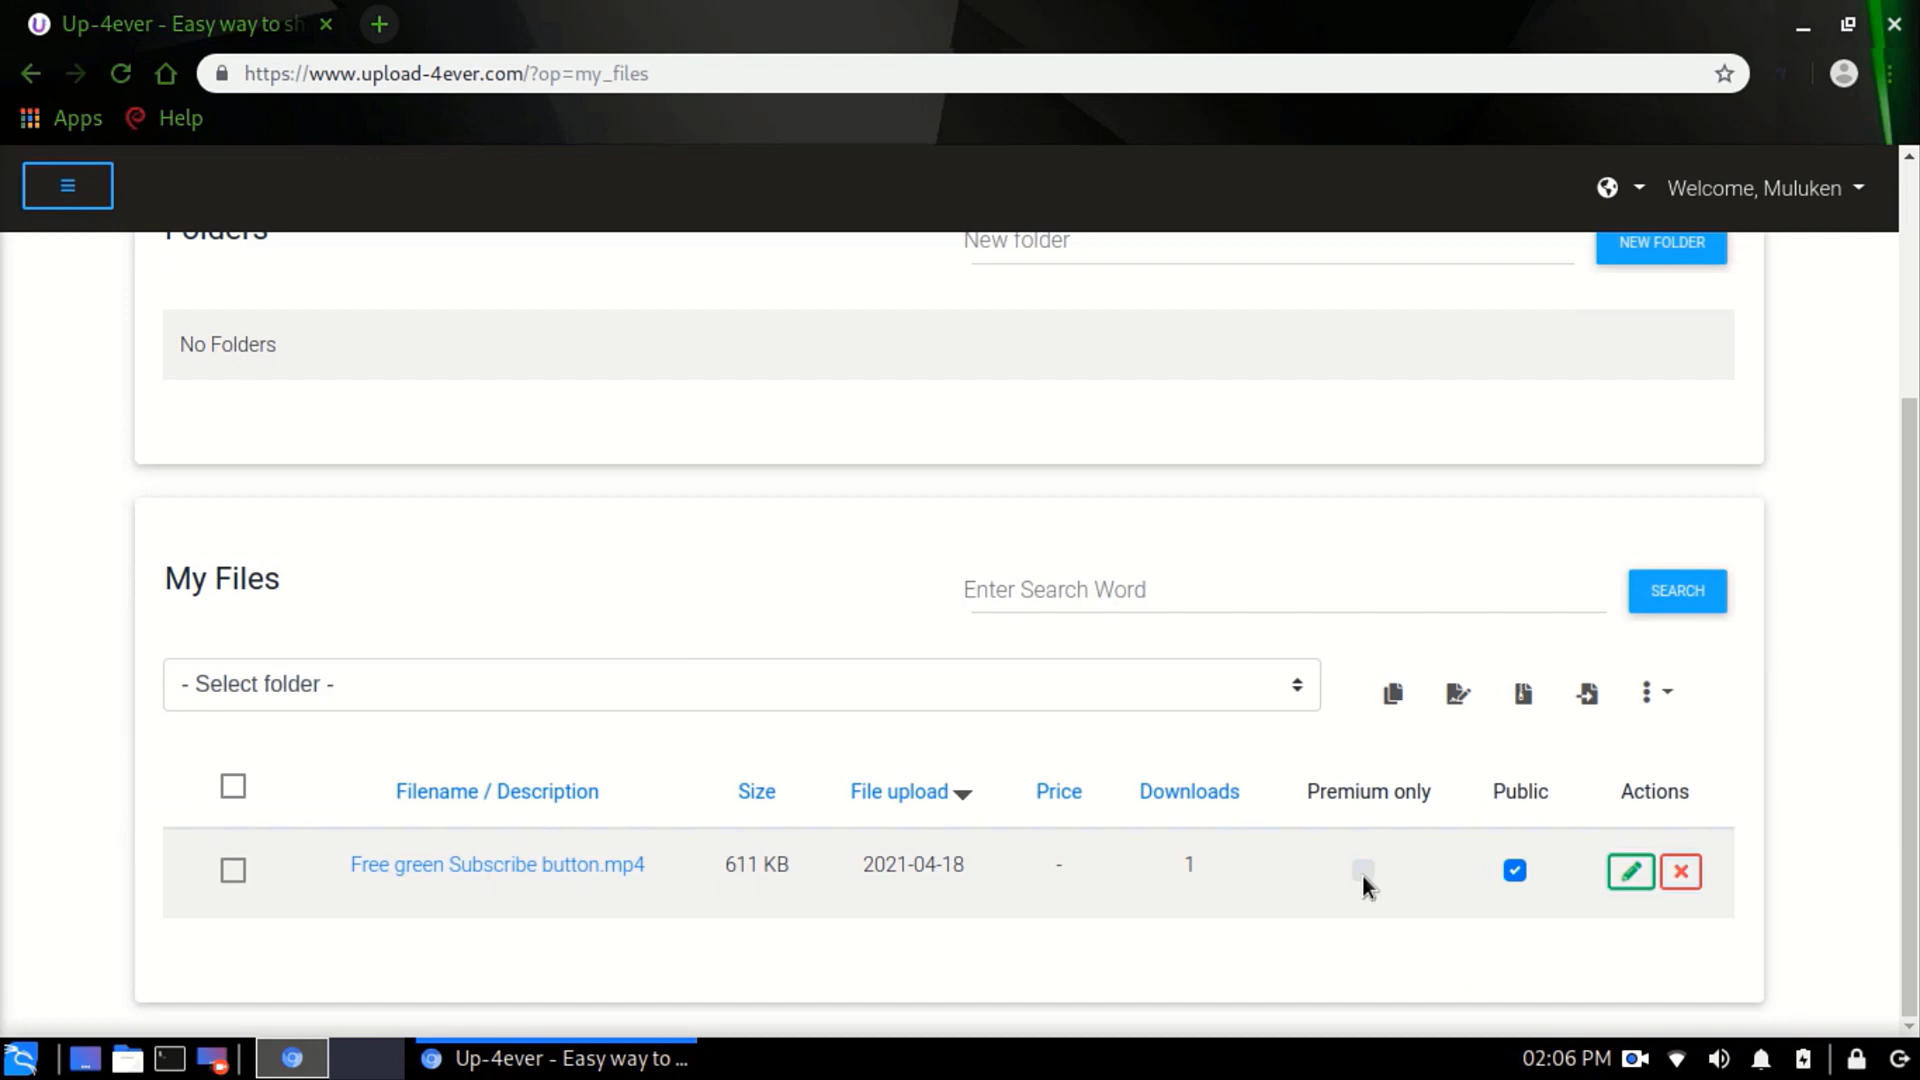 Up-4ever - Easy way to sh
https://www.upload-4ever.com/?op=my_files
Apps
Help
Welcome, Muluken
Folders
New folder
NEW FOLDER
No Folders
My Files
Enter Search Word
SEARCH
- Select folder -
Filename / Description
Size
File upload
Price
Downloads
Premium only
Public
Actions
Free green Subscribe button.mp4
611 KB
2021-04-18
-
1
Up-4ever - Easy way to ...
02:06 PM